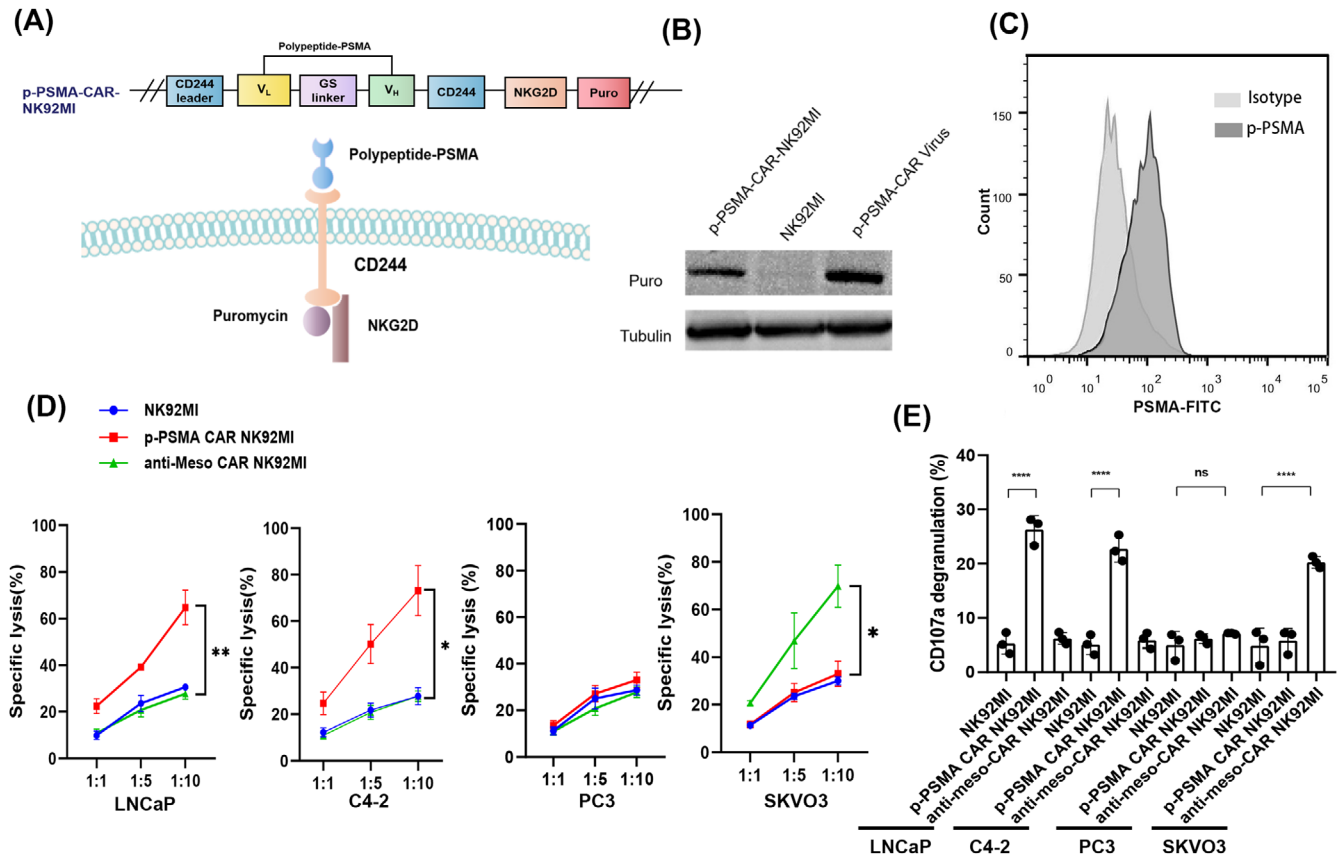 (A)
Polypeptide-PSMA
p-PSMA-CAR-
NK92MI
CD244
leader
VL
GS
linker
VH
CD244
NKG2D
Puro
Polypeptide-PSMA
CD244
Puromycin
NKG2D
(B)
p-PSMA-CAR-NK92MI
NK92MI
p-PSMA-CAR Virus
Puro
Tubulin
(C)
Isotype
p-PSMA
Count
150
100
50
0
10^0
10^1
10^2
10^3
10^4
10^5
PSMA-FITC
(D)
NK92MI
p-PSMA CAR NK92MI
anti-Meso CAR NK92MI
Specific lysis(%)
100
80
60
40
20
0
**
1:1 1:5 1:10
LNCaP
Specific lysis(%)
100
80
60
40
20
0
*
1:1 1:5 1:10
C4-2
Specific lysis (%)
100
80
60
40
20
0
1:1 1:5 1:10
PC3
Specific lysis(%)
100
80
60
40
20
0
*
1:1 1:5 1:10
SKVO3
(E)
CD107a degranulation (%)
40
30
20
10
0
****
****
ns
****
NK92MI
p-PSMA CAR NK92MI
anti-meso-CAR NK92MI
NK92MI
p-PSMA CAR NK92MI
anti-meso-CAR NK92MI
NK92MI
p-PSMA CAR NK92MI
anti-meso-CAR NK92MI
NK92MI
p-PSMA CAR NK92MI
anti-meso-CAR NK92MI
LNCaP
C4-2
PC3
SKVO3